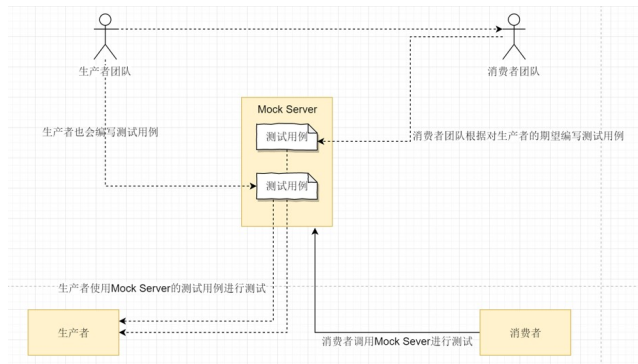 生产者团队
消费者团队
Mock Server
测试用例
生产者也会编写测试用例
消费者团队根据对生产者的期望编写测试用例
测试用例
生产者使用Mock Server的测试用例进行测试
生产者
消费者
消费者调用Mock Sever进行测试